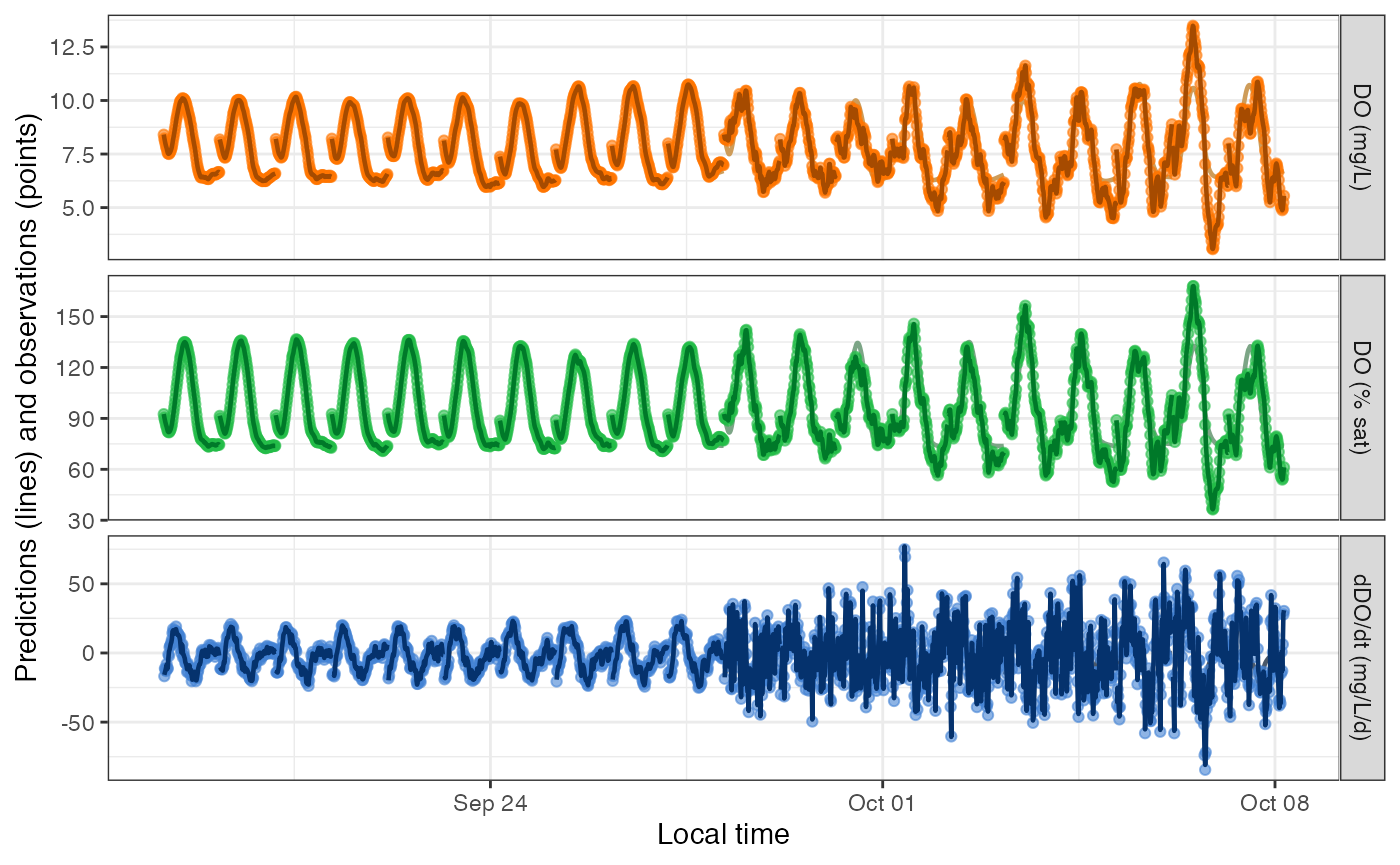 Predictions (lines) and observations (points)
12.5
10.0
7.5
5.0
DO (mg/L)
150
120
90
60
30
DO (% sat)
50
0
-50
dDO/dt (mg/L/d)
Sep 24
Oct 01
Oct 08
Local time